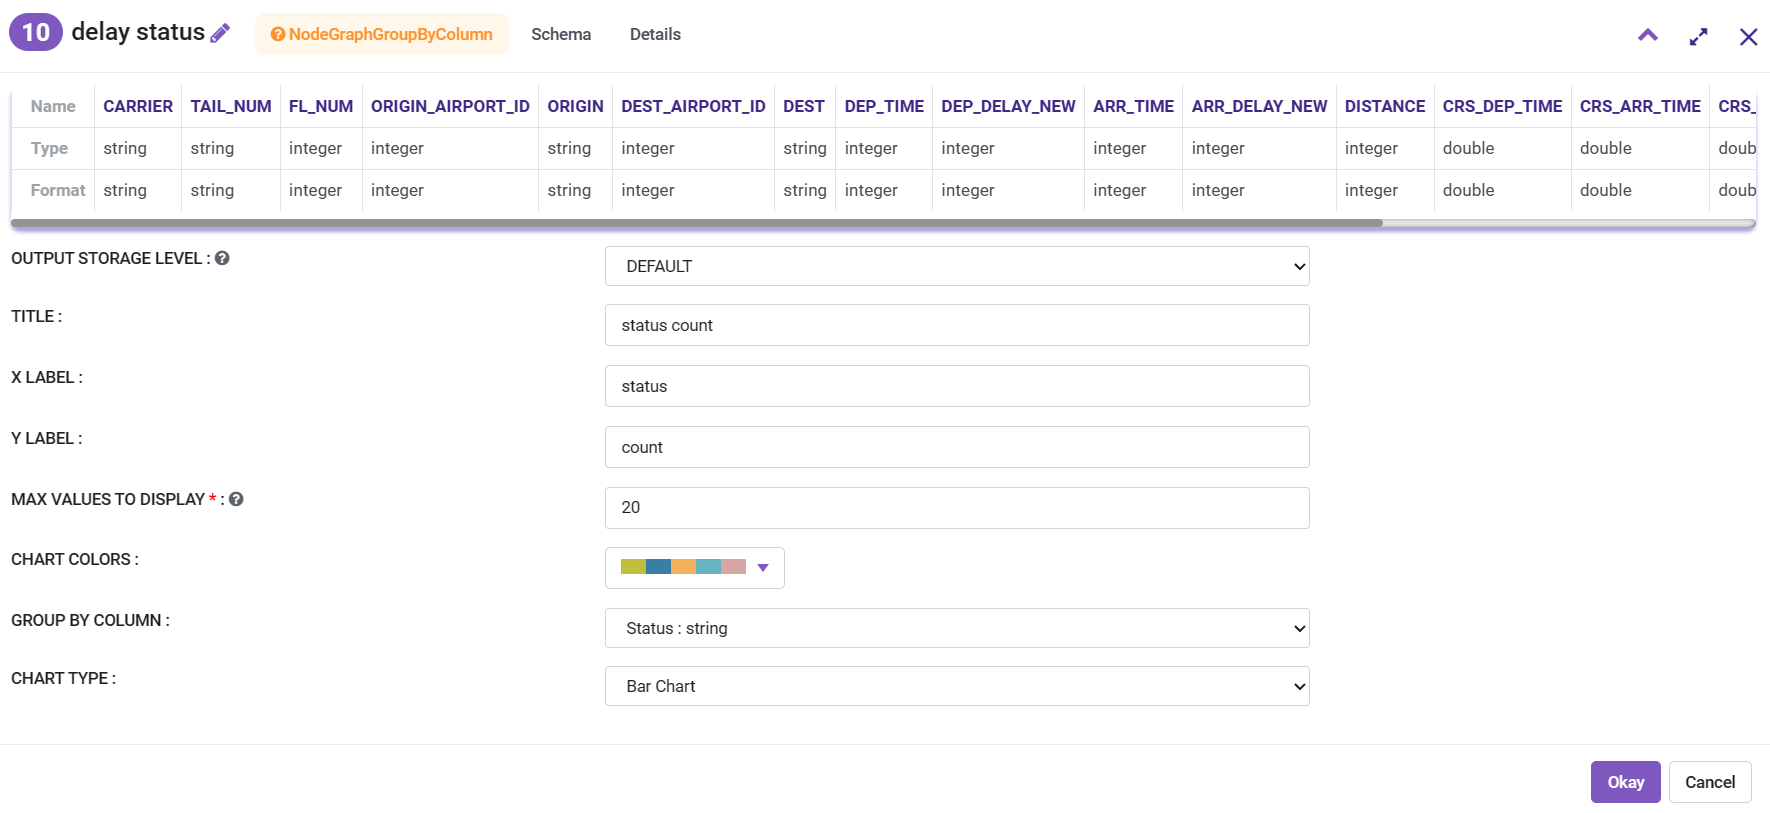 10 delay status NodeGraphGroupByColumn Schema Details
Name CARRIER TAIL_NUM FL_NUM ORIGIN_AIRPORT_ID ORIGIN DEST_AIRPORT_ID DEST DEP_TIME DEP_DELAY_NEW ARR_TIME ARR_DELAY_NEW DISTANCE CRS_DEP_TIME CRS_ARR_TIME CRS_
Type string string integer integer string integer string integer integer integer integer integer double double doub
Format string string integer integer string integer string integer integer integer integer integer double double doub
OUTPUT STORAGE LEVEL : DEFAULT
TITLE : status count
X LABEL : status
Y LABEL : count
MAX VALUES TO DISPLAY * : 20
CHART COLORS :
GROUP BY COLUMN : Status : string
CHART TYPE : Bar Chart
Okay Cancel